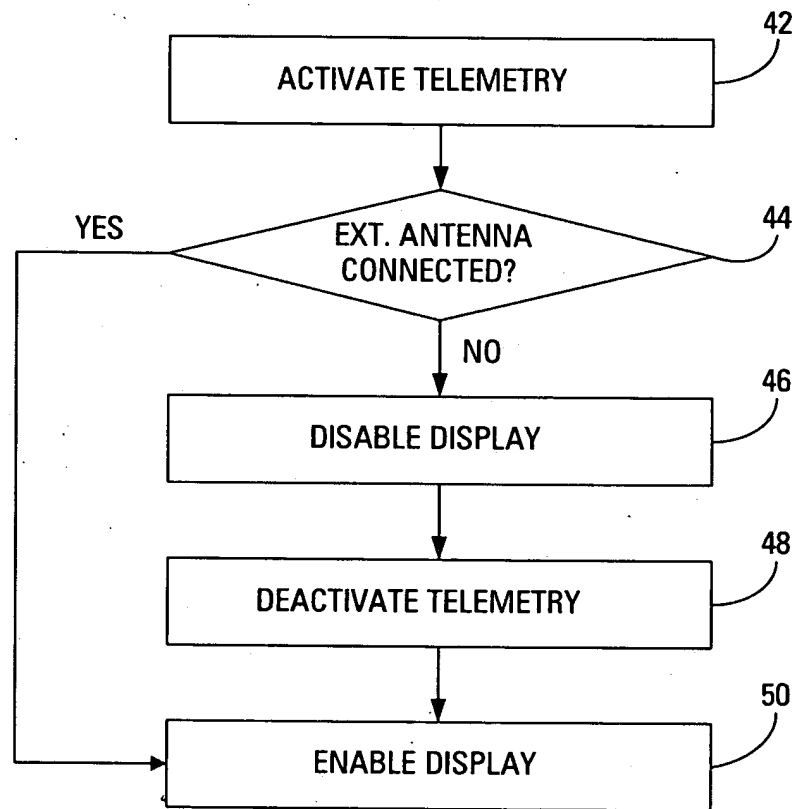 42
ACTIVATE TELEMETRY
YES
EXT. ANTENNA
CONNECTED?
44
NO
46
DISABLE DISPLAY
48
DEACTIVATE TELEMETRY
50
ENABLE DISPLAY